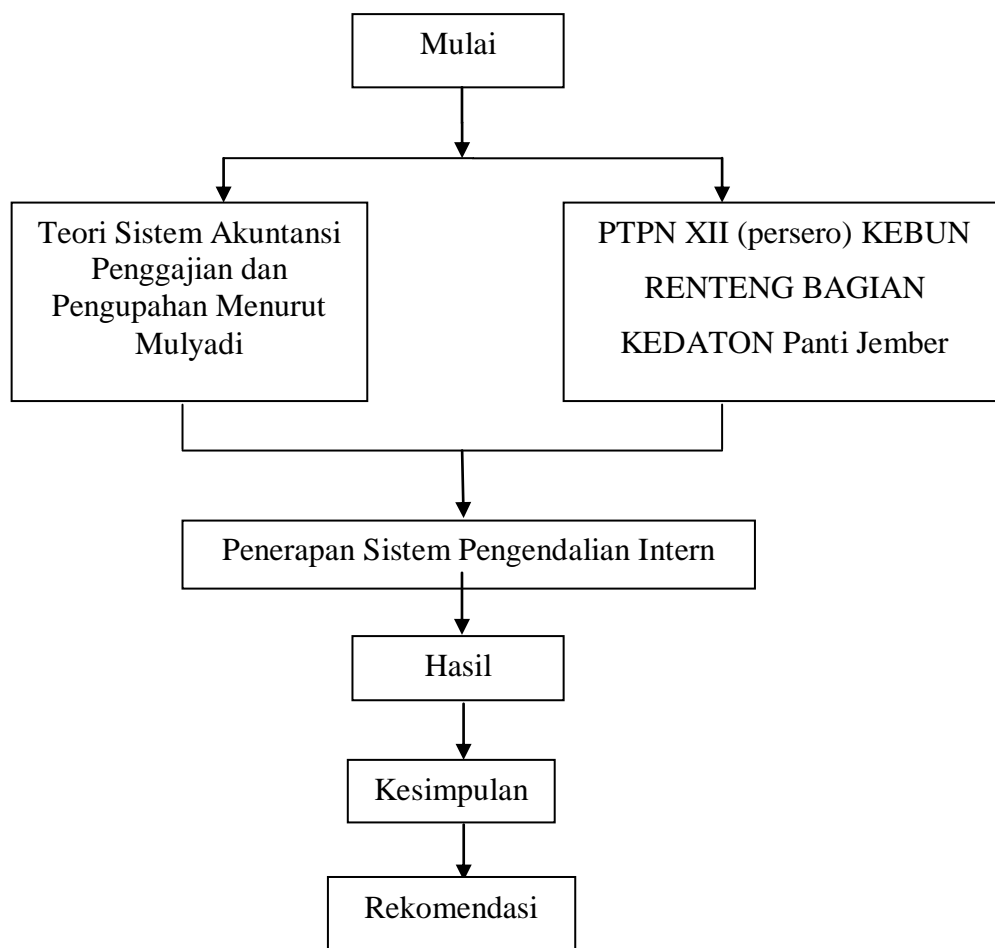 Mulai
Teori Sistem Akuntansi
Penggajian dan
Pengupahan Menurut
Mulyadi
PTPN XII (persero) KEBUN
RENTENG BAGIAN
KEDATON Panti Jember
Penerapan Sistem Pengendalian Intern
Hasil
Kesimpulan
Rekomendasi